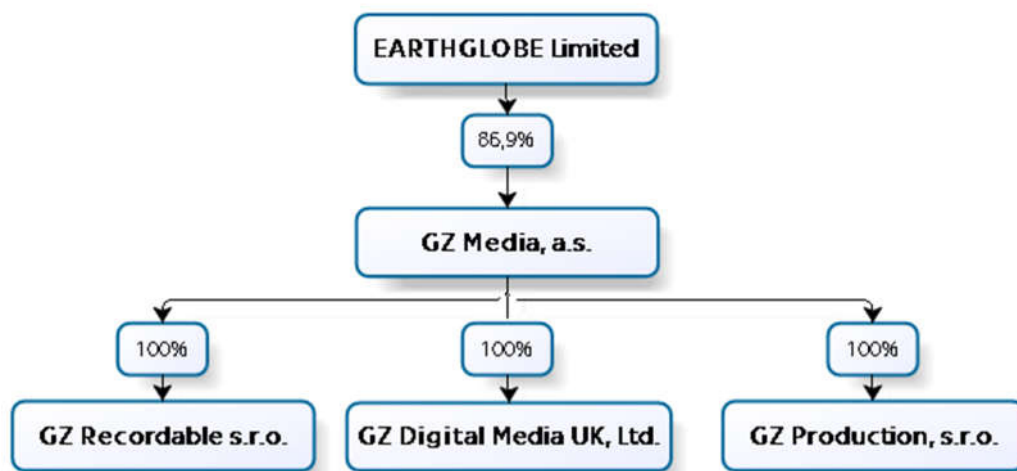 EARTHGLOBE Limited
86,9%
GZ Media, a.s.
100%
100%
100%
GZ Recordable s.r.o.
GZ Digital Media UK, Ltd.
GZ Production, s.r.o.